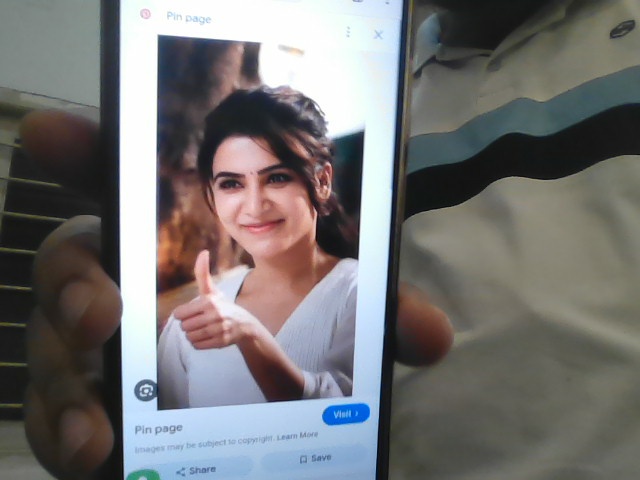 Pin page
Visit ›
Pin page
Images may be subject to copyright. Learn More
Share
Save